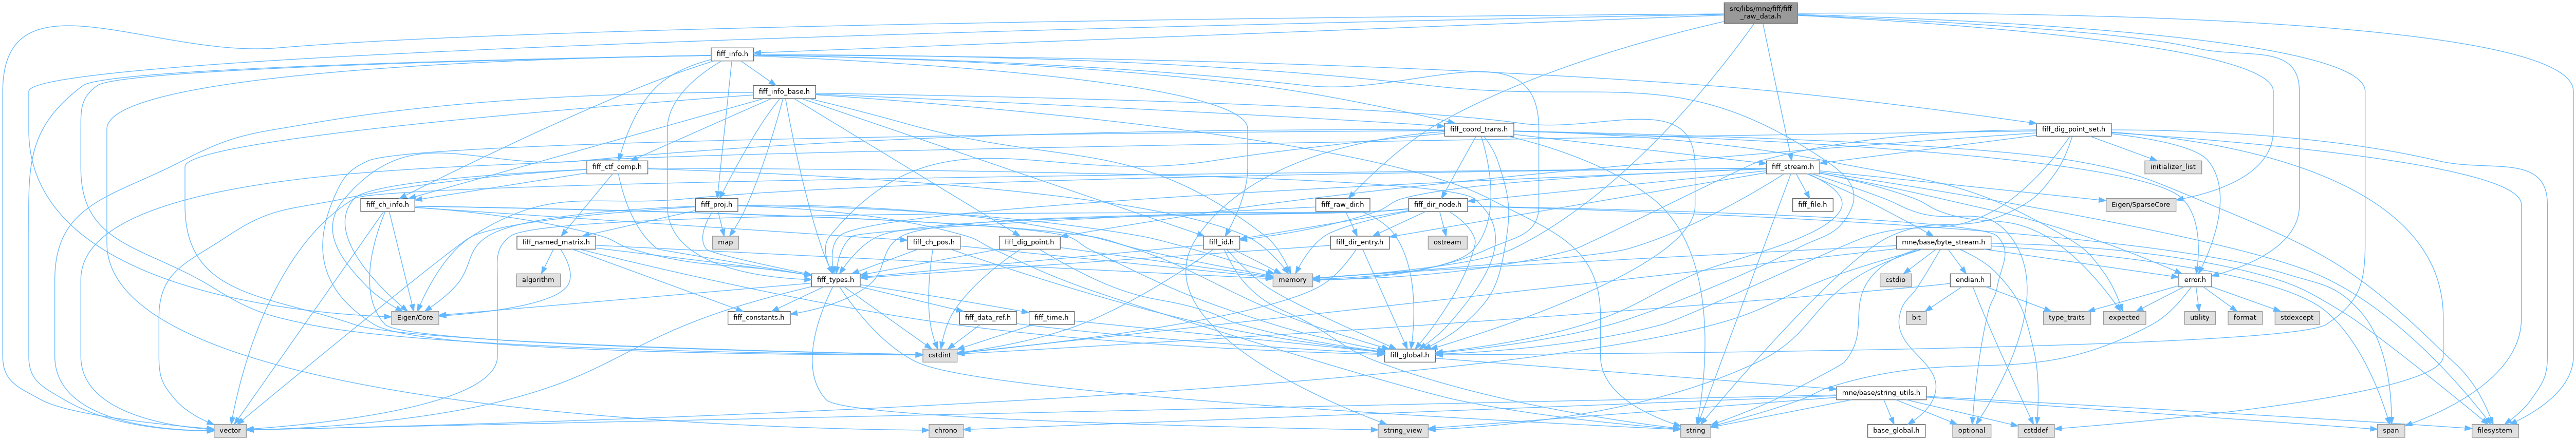 src/libs/mne/fiff/fiff
_raw_data.h
fiff_info.h
fiff_info_base.h
fiff_coord_trans.h
fiff_dig_point_set.h
fiff_ctf_comp.h
fiff_stream.h
initializer_list
fiff_ch_info.h
fiff_proj.h
fiff_raw_dir.h
fiff_dir_node.h
fiff_file.h
Eigen/SparseCore
fiff_named_matrix.h
map
fiff_ch_pos.h
fiff_dig_point.h
fiff_id.h
fiff_dir_entry.h
ostream
mne/base/byte_stream.h
algorithm
fiff_types.h
memory
cstdio
endian.h
error.h
Eigen/Core
fiff_constants.h
fiff_data_ref.h
fiff_time.h
bit
type_traits
expected
utility
format
stdexcept
cstdint
fiff_global.h
mne/base/string_utils.h
vector
chrono
string_view
string
base_global.h
optional
cstddef
span
filesystem